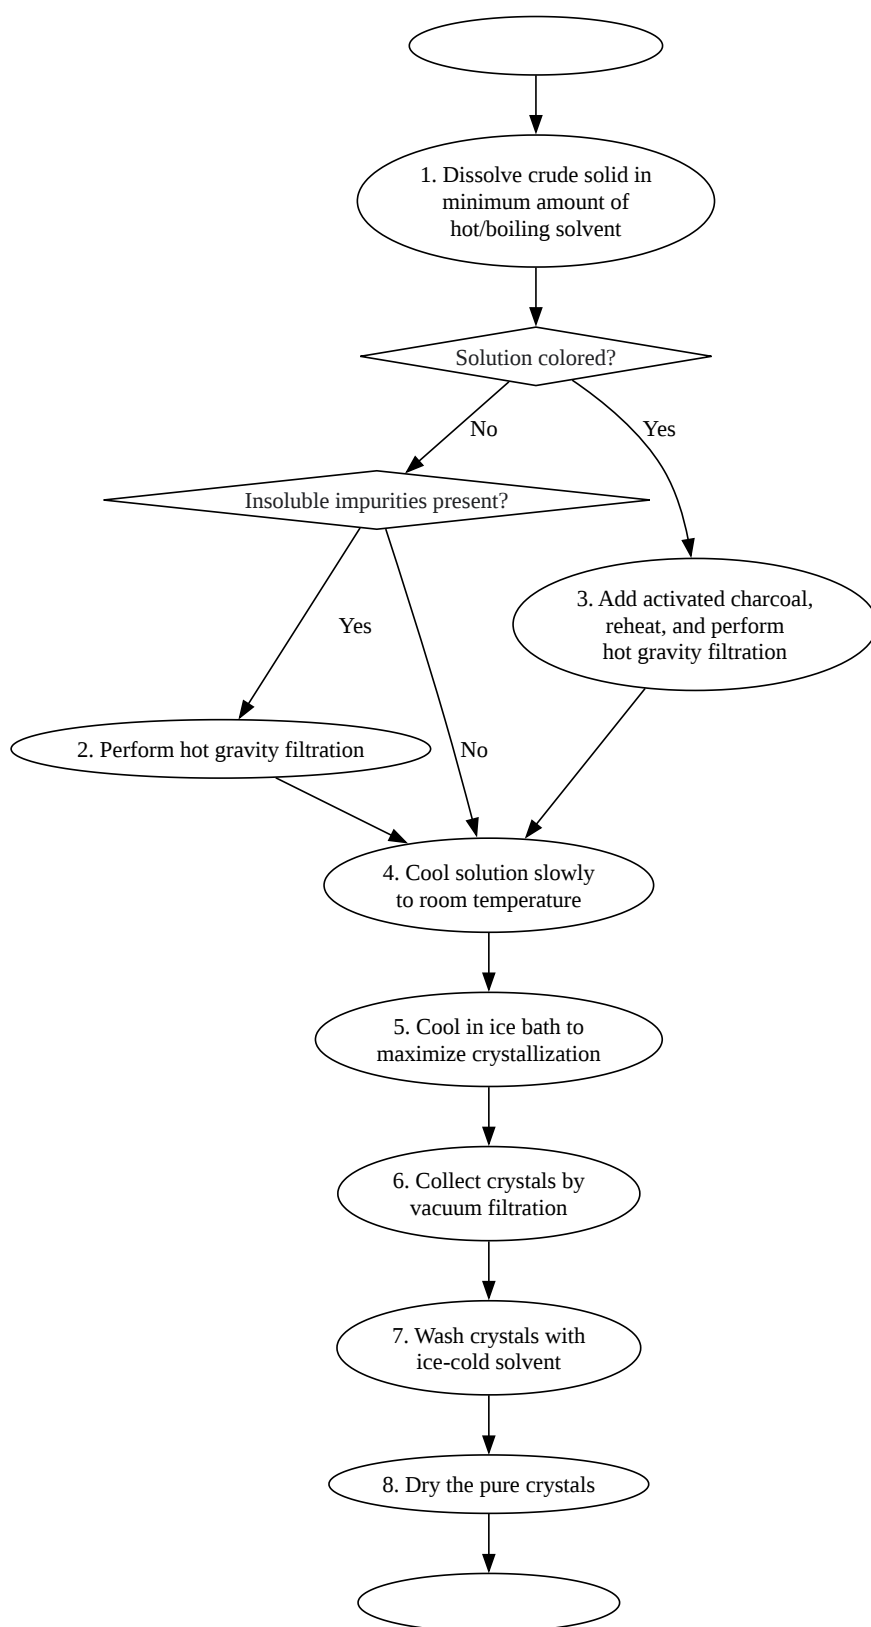 1. Dissolve crude solid in
minimum amount of
hot/boiling solvent
Solution colored?
No
Yes
Insoluble impurities present?
3. Add activated charcoal,
reheat, and perform
hot gravity filtration
Yes
2. Perform hot gravity filtration
No
4. Cool solution slowly
to room temperature
5. Cool in ice bath to
maximize crystallization
6. Collect crystals by
vacuum filtration
7. Wash crystals with
ice-cold solvent
8. Dry the pure crystals